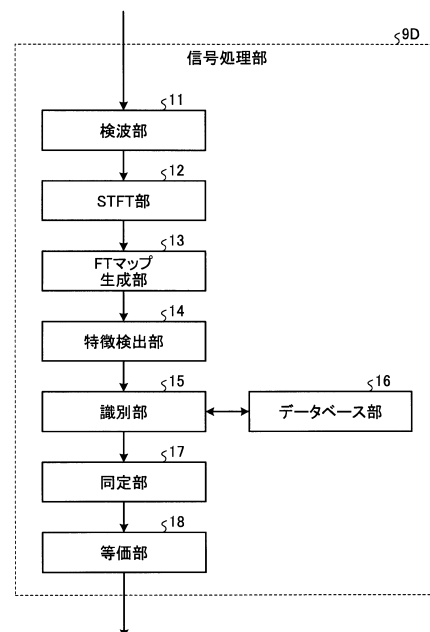 9D
信号処理部
11
検波部
12
STFT部
13
FTマップ
生成部
14
特徴検出部
15
識別部
16
データベース部
17
同定部
18
等価部